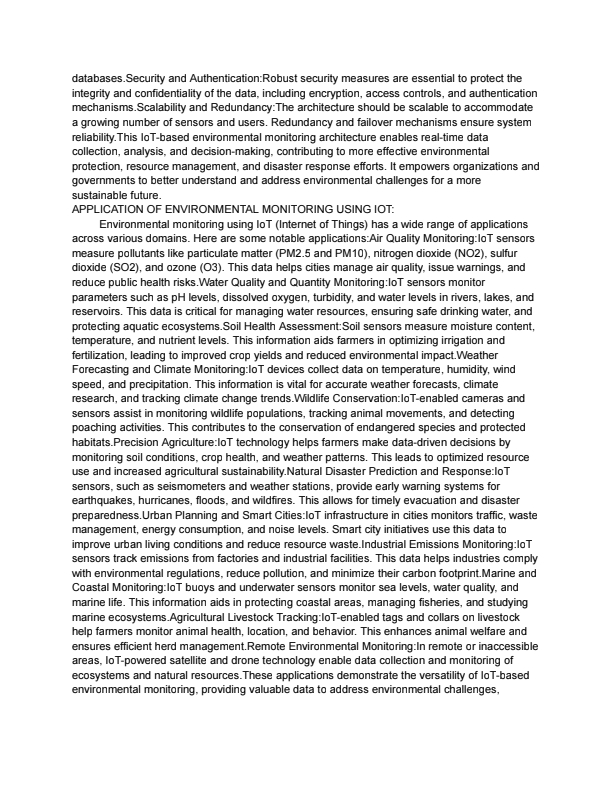 databases.Security and Authentication:Robust security measures are essential to protect the
integrity and confidentiality of the data, including encryption, access controls, and authentication
mechanisms.Scalability and Redundancy:The architecture should be scalable to accommodate
a growing number of sensors and users. Redundancy and failover mechanisms ensure system
reliability.This IoT-based environmental monitoring architecture enables real-time data
collection, analysis, and decision-making, contributing to more effective environmental
protection, resource management, and disaster response efforts. It empowers organizations and
governments to better understand and address environmental challenges for a more
sustainable future.
APPLICATION OF ENVIRONMENTAL MONITORING USING IOT:
Environmental monitoring using IoT (Internet of Things) has a wide range of applications
across various domains. Here are some notable applications:Air Quality Monitoring:IoT sensors
measure pollutants like particulate matter (PM2.5 and PM10), nitrogen dioxide (NO2), sulfur
dioxide (SO2), and ozone (O3). This data helps cities manage air quality, issue warnings, and
reduce public health risks.Water Quality and Quantity Monitoring:IoT sensors monitor
parameters such as pH levels, dissolved oxygen, turbidity, and water levels in rivers, lakes, and
reservoirs. This data is critical for managing water resources, ensuring safe drinking water, and
protecting aquatic ecosystems.Soil Health Assessment:Soil sensors measure moisture content,
temperature, and nutrient levels. This information aids farmers in optimizing irrigation and
fertilization, leading to improved crop yields and reduced environmental impact.Weather
Forecasting and Climate Monitoring:IoT devices collect data on temperature, humidity, wind
speed, and precipitation. This information is vital for accurate weather forecasts, climate
research, and tracking climate change trends.Wildlife Conservation:IoT-enabled cameras and
sensors assist in monitoring wildlife populations, tracking animal movements, and detecting
poaching activities. This contributes to the conservation of endangered species and protected
habitats.Precision Agriculture:IoT technology helps farmers make data-driven decisions by
monitoring soil conditions, crop health, and weather patterns. This leads to optimized resource
use and increased agricultural sustainability.Natural Disaster Prediction and Response:IoT
sensors, such as seismometers and weather stations, provide early warning systems for
earthquakes, hurricanes, floods, and wildfires. This allows for timely evacuation and disaster
preparedness.Urban Planning and Smart Cities:IoT infrastructure in cities monitors traffic, waste
management, energy consumption, and noise levels. Smart city initiatives use this data to
improve urban living conditions and reduce resource waste.Industrial Emissions Monitoring:IoT
sensors track emissions from factories and industrial facilities. This data helps industries comply
with environmental regulations, reduce pollution, and minimize their carbon footprint.Marine and
Coastal Monitoring:IoT buoys and underwater sensors monitor sea levels, water quality, and
marine life. This information aids in protecting coastal areas, managing fisheries, and studying
marine ecosystems.Agricultural Livestock Tracking:IoT-enabled tags and collars on livestock
help farmers monitor animal health, location, and behavior. This enhances animal welfare and
ensures efficient herd management.Remote Environmental Monitoring:In remote or inaccessible
areas, IoT-powered satellite and drone technology enable data collection and monitoring of
ecosystems and natural resources.These applications demonstrate the versatility of IoT-based
environmental monitoring, providing valuable data to address environmental challenges,